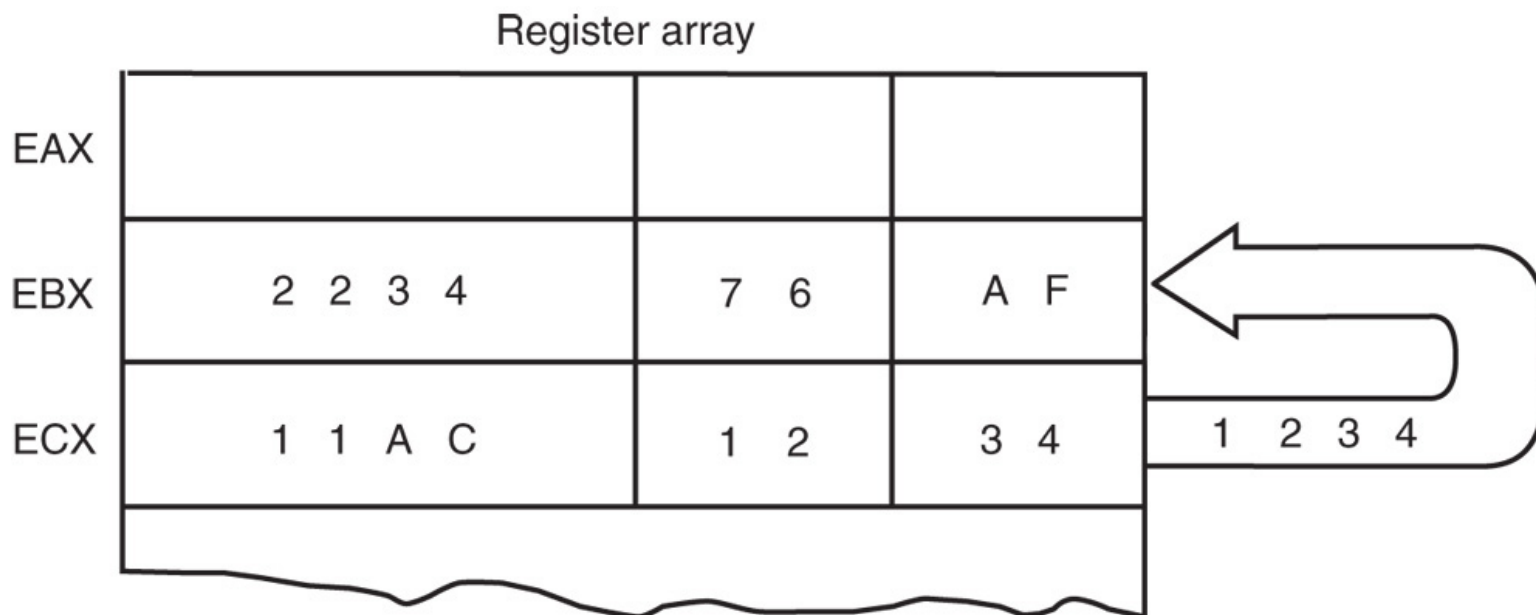 Register array
EAX
EBX 2 2 3 4 7 6 A F
ECX 1 1 A C 1 2 3 4 1 2 3 4